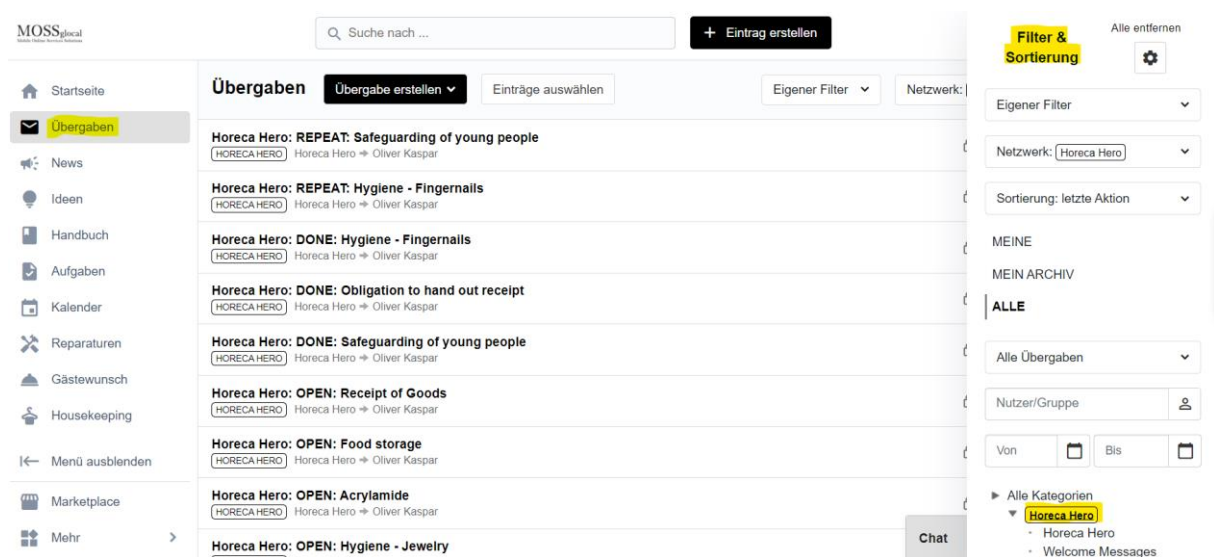 MOSSglocal
Mobile Online Services Solutions
Suche nach ...
+ Eintrag erstellen
Startseite
Übergaben
News
Ideen
Handbuch
Aufgaben
Kalender
Reparaturen
Gästewunsch
Housekeeping
Menü ausblenden
Marketplace
Mehr
Übergaben
Übergabe erstellen
Einträge auswählen
Eigener Filter
Netzwerk:
Horeca Hero: REPEAT: Safeguarding of young people
HORECA HERO Horeca Hero → Oliver Kaspar
Horeca Hero: REPEAT: Hygiene - Fingernails
HORECA HERO Horeca Hero → Oliver Kaspar
Horeca Hero: DONE: Hygiene - Fingernails
HORECA HERO Horeca Hero → Oliver Kaspar
Horeca Hero: DONE: Obligation to hand out receipt
HORECA HERO Horeca Hero → Oliver Kaspar
Horeca Hero: DONE: Safeguarding of young people
HORECA HERO Horeca Hero → Oliver Kaspar
Horeca Hero: OPEN: Receipt of Goods
HORECA HERO Horeca Hero → Oliver Kaspar
Horeca Hero: OPEN: Food storage
HORECA HERO Horeca Hero → Oliver Kaspar
Horeca Hero: OPEN: Acrylamide
HORECA HERO Horeca Hero → Oliver Kaspar
Horeca Hero: OPEN: Hygiene - Jewelry
Chat
Filter &
Sortierung
Alle entfernen
Eigener Filter
Netzwerk: Horeca Hero
Sortierung: letzte Aktion
MEINE
MEIN ARCHIV
ALLE
Alle Übergaben
Nutzer/Gruppe
Von
Bis
Alle Kategorien
Horeca Hero
Horeca Hero
Welcome Messages